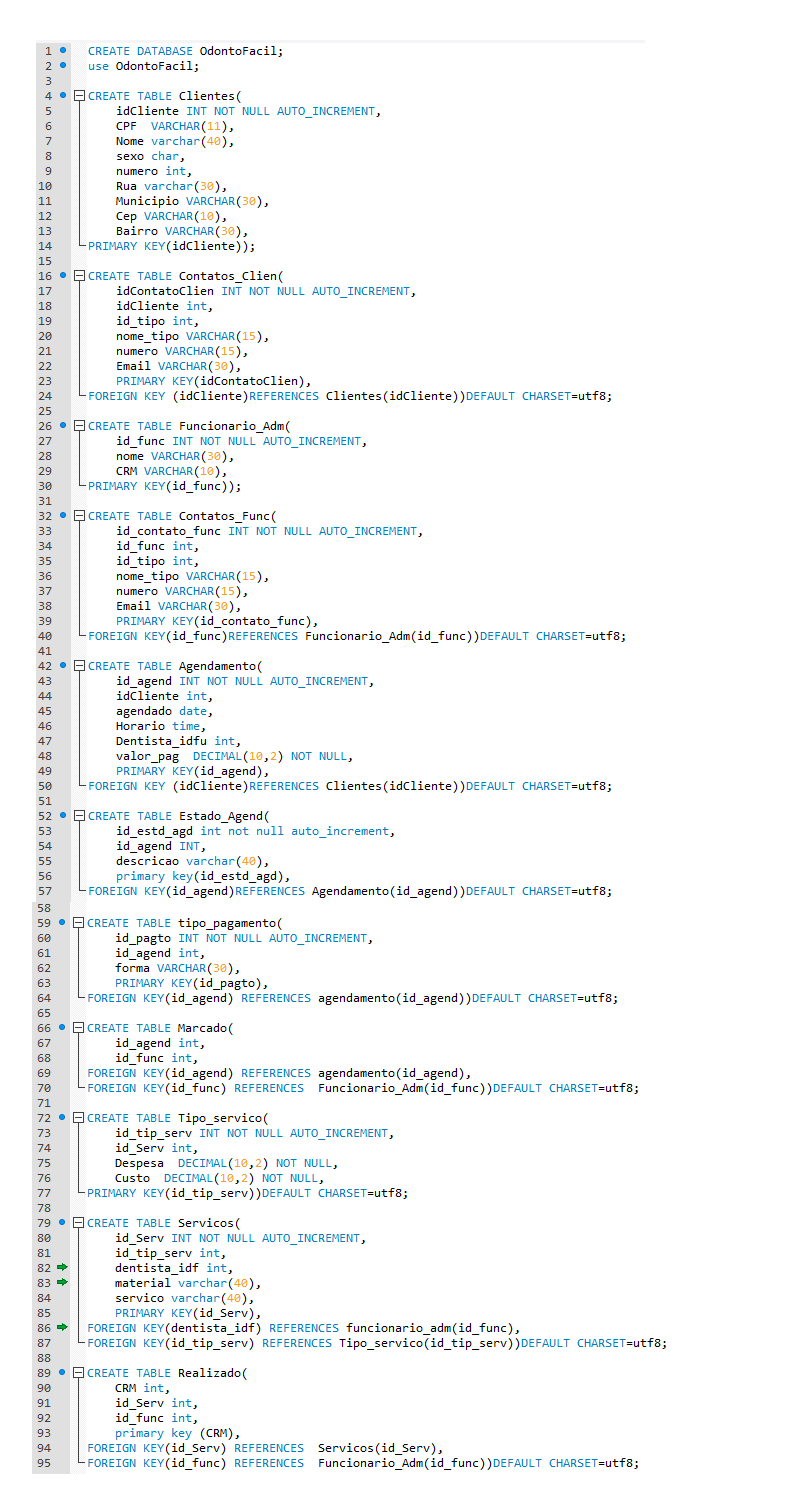 1 CREATE DATABASE OdontoFacil;
2 use OdontoFacil;
3
4 CREATE TABLE Clientes(
5 idCliente INT NOT NULL AUTO_INCREMENT,
6 CPF  VARCHAR(11),
7 Nome varchar(40),
8 sexo char,
9 numero int,
10 Rua varchar(30),
11 Municipio VARCHAR(30),
12 Cep VARCHAR(10),
13 Bairro VARCHAR(30),
14 PRIMARY KEY(idCliente));
15
16 CREATE TABLE Contatos_Clien(
17 idContatoClien INT NOT NULL AUTO_INCREMENT,
18 idCliente int,
19 id_tipo int,
20 nome_tipo VARCHAR(15),
21 numero VARCHAR(15),
22 Email VARCHAR(30),
23 PRIMARY KEY(idContatoClien),
24 FOREIGN KEY (idCliente)REFERENCES Clientes(idCliente))DEFAULT CHARSET=utf8;
25
26 CREATE TABLE Funcionario_Adm(
27 id_func INT NOT NULL AUTO_INCREMENT,
28 nome VARCHAR(30),
29 CRM VARCHAR(10),
30 PRIMARY KEY(id_func));
31
32 CREATE TABLE Contatos_Func(
33 id_contato_func INT NOT NULL AUTO_INCREMENT,
34 id_func int,
35 id_tipo int,
36 nome_tipo VARCHAR(15),
37 numero VARCHAR(15),
38 Email VARCHAR(30),
39 PRIMARY KEY(id_contato_func),
40 FOREIGN KEY(id_func)REFERENCES Funcionario_Adm(id_func))DEFAULT CHARSET=utf8;
41
42 CREATE TABLE Agendamento(
43 id_agend INT NOT NULL AUTO_INCREMENT,
44 idCliente int,
45 agendado date,
46 Horario time,
47 Dentista_idfu int,
48 valor_pag  DECIMAL(10,2) NOT NULL,
49 PRIMARY KEY(id_agend),
50 FOREIGN KEY (idCliente)REFERENCES Clientes(idCliente))DEFAULT CHARSET=utf8;
51
52 CREATE TABLE Estado_Agend(
53 id_estd_agd int not null auto_increment,
54 id_agend INT,
55 descricao varchar(40),
56 primary key(id_estd_agd),
57 FOREIGN KEY(id_agend)REFERENCES Agendamento(id_agend))DEFAULT CHARSET=utf8;
58
59 CREATE TABLE tipo_pagamento(
60 id_pagto INT NOT NULL AUTO_INCREMENT,
61 id_agend int,
62 forma VARCHAR(30),
63 PRIMARY KEY(id_pagto),
64 FOREIGN KEY(id_agend) REFERENCES agendamento(id_agend))DEFAULT CHARSET=utf8;
65
66 CREATE TABLE Marcado(
67 id_agend int,
68 id_func int,
69 FOREIGN KEY(id_agend) REFERENCES agendamento(id_agend),
70 FOREIGN KEY(id_func) REFERENCES  Funcionario_Adm(id_func))DEFAULT CHARSET=utf8;
71
72 CREATE TABLE Tipo_servico(
73 id_tip_serv INT NOT NULL AUTO_INCREMENT,
74 id_Serv int,
75 Despesa  DECIMAL(10,2) NOT NULL,
76 Custo  DECIMAL(10,2) NOT NULL,
77 PRIMARY KEY(id_tip_serv))DEFAULT CHARSET=utf8;
78
79 CREATE TABLE Servicos(
80 id_Serv INT NOT NULL AUTO_INCREMENT,
81 id_tip_serv int,
82 dentista_idf int,
83 material varchar(40),
84 servico varchar(40),
85 PRIMARY KEY(id_Serv),
86 FOREIGN KEY(dentista_idf) REFERENCES funcionario_adm(id_func),
87 FOREIGN KEY(id_tip_serv) REFERENCES Tipo_servico(id_tip_serv))DEFAULT CHARSET=utf8;
88
89 CREATE TABLE Realizado(
90 CRM int,
91 id_Serv int,
92 id_func int,
93 primary key (CRM),
94 FOREIGN KEY(id_Serv) REFERENCES  Servicos(id_Serv),
95 FOREIGN KEY(id_func) REFERENCES  Funcionario_Adm(id_func))DEFAULT CHARSET=utf8;